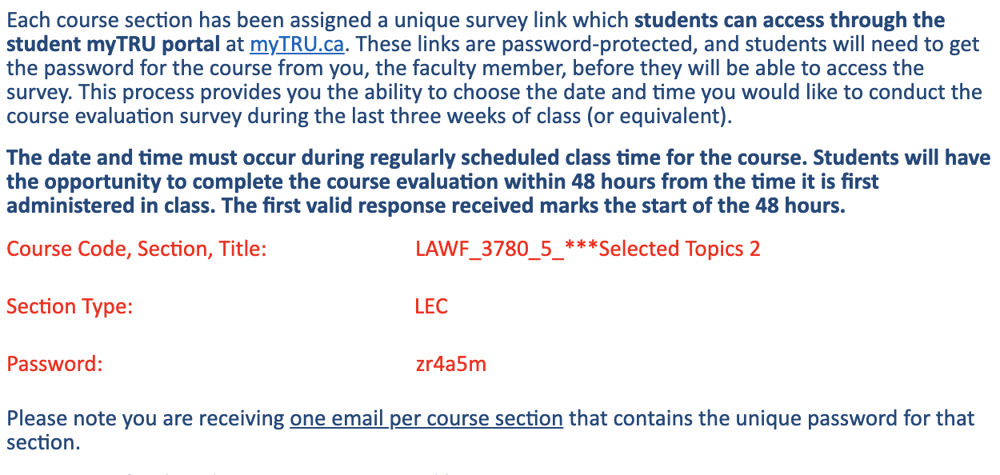 Each course section has been assigned a unique survey link which students can access through the
student myTRU portal at myTRU.ca. These links are password-protected, and students will need to get
the password for the course from you, the faculty member, before they will be able to access the
survey. This process provides you the ability to choose the date and time you would like to conduct the
course evaluation survey during the last three weeks of class (or equivalent).
The date and time must occur during regularly scheduled class time for the course. Students will have
the opportunity to complete the course evaluation within 48 hours from the time it is first
administered in class. The first valid response received marks the start of the 48 hours.
Course Code, Section, Title: LAWF_3780_5_***Selected Topics 2
Section Type: LEC
Password: zr4a5m
Please note you are receiving one email per course section that contains the unique password for that
section.